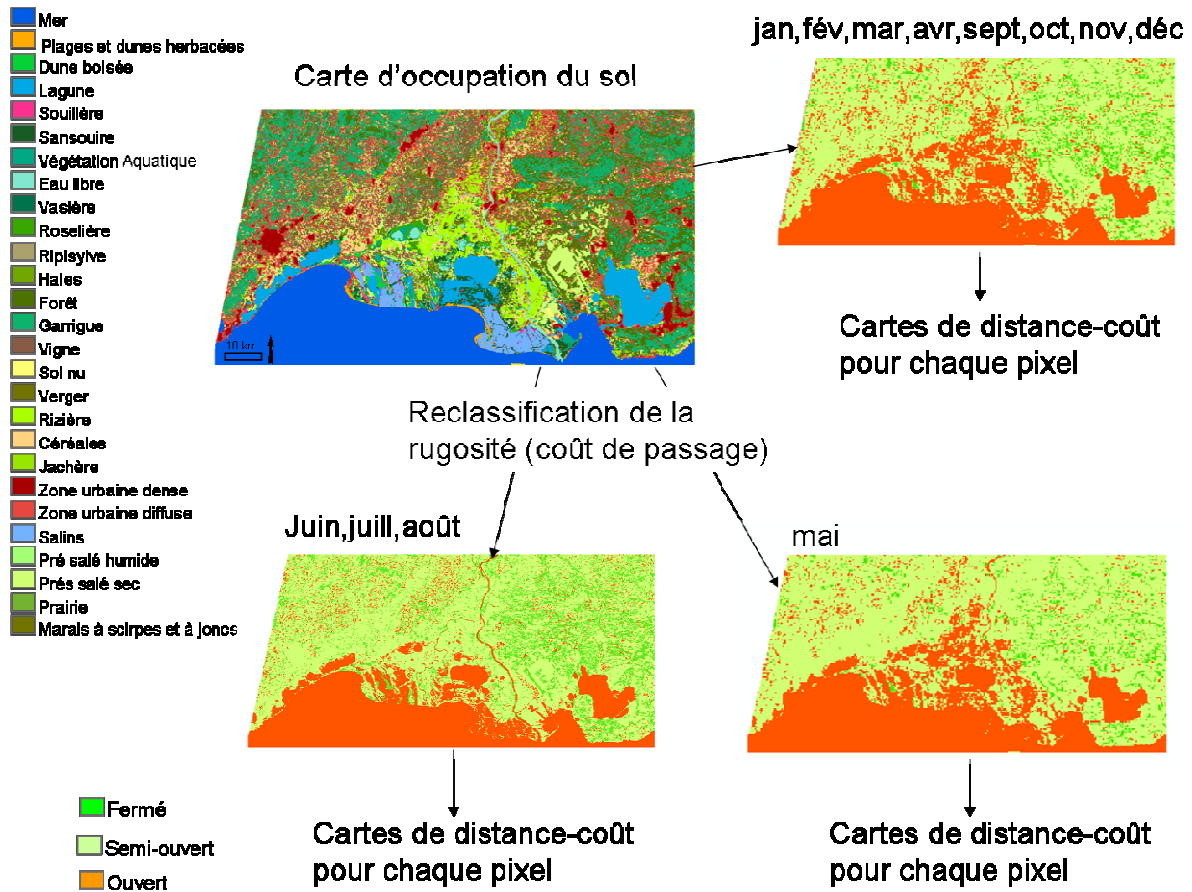 Mer
Plages et dunes herbacées
Dune boisée
Lagune
Souillère
Sansouire
Végétation Aquatique
Eau libre
Vasière
Roselière
Ripisylve
Haies
Forêt
Garrigue
Vigne
Sol nu
Verger
Rizière
Céréales
Jachère
Zone urbaine dense
Zone urbaine diffuse
Salins
Pré salé humide
Prés salé sec
Prairie
Marais à scirpes et à joncs
Carte d'occupation du sol
10 km
jan,fév,mar,avr,sept,oct,nov,déc
Cartes de distance-coût
pour chaque pixel
Reclassification de la
rugosité (coût de passage)
Juin,juill,août
mai
Fermé
Semi-ouvert
Ouvert
Cartes de distance-coût
pour chaque pixel
Cartes de distance-coût
pour chaque pixel